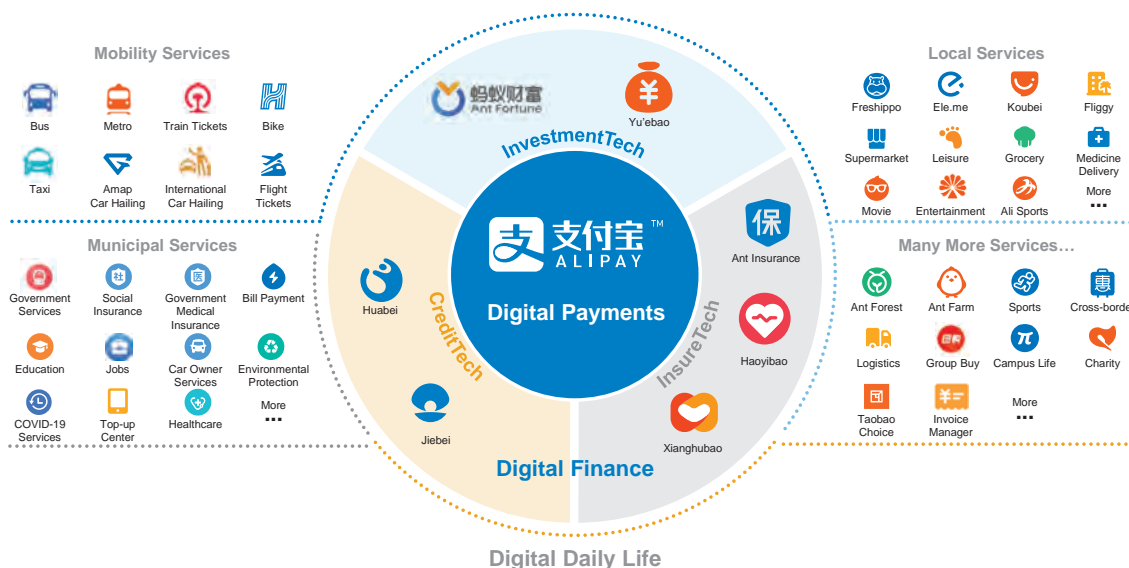 Mobility Services
Bus
Metro
Train Tickets
Bike
Taxi
Amap
Car Hailing
International
Car Hailing
Flight
Tickets
Municipal Services
社
医
Government
Services
Social
Insurance
Government
Medical
Insurance
Bill Payment
Education
Jobs
Car Owner
Services
Environmental
Protection
COVID-19
Services
Top-up
Center
Healthcare
More
...
蚂蚁财富
Ant Fortune
¥
Yu'ebao
InvestmentTech
支
支付宝™
ALIPAY
Digital Payments
Huabei
CreditTech
Jiebei
保
Ant Insurance
InsureTech
Haoyibao
Xianghubao
Digital Finance
Digital Daily Life
Local Services
Freshippo
Ele.me
Koubei
Fliggy
Supermarket
Leisure
Grocery
Medicine
Delivery
Movie
Entertainment
Ali Sports
More
...
Many More Services...
Ant Forest
Ant Farm
Sports
Cross-borde
Logistics
Group Buy
π
Campus Life
Charity
Taobao
Choice
¥
Invoice
Manager
More
...